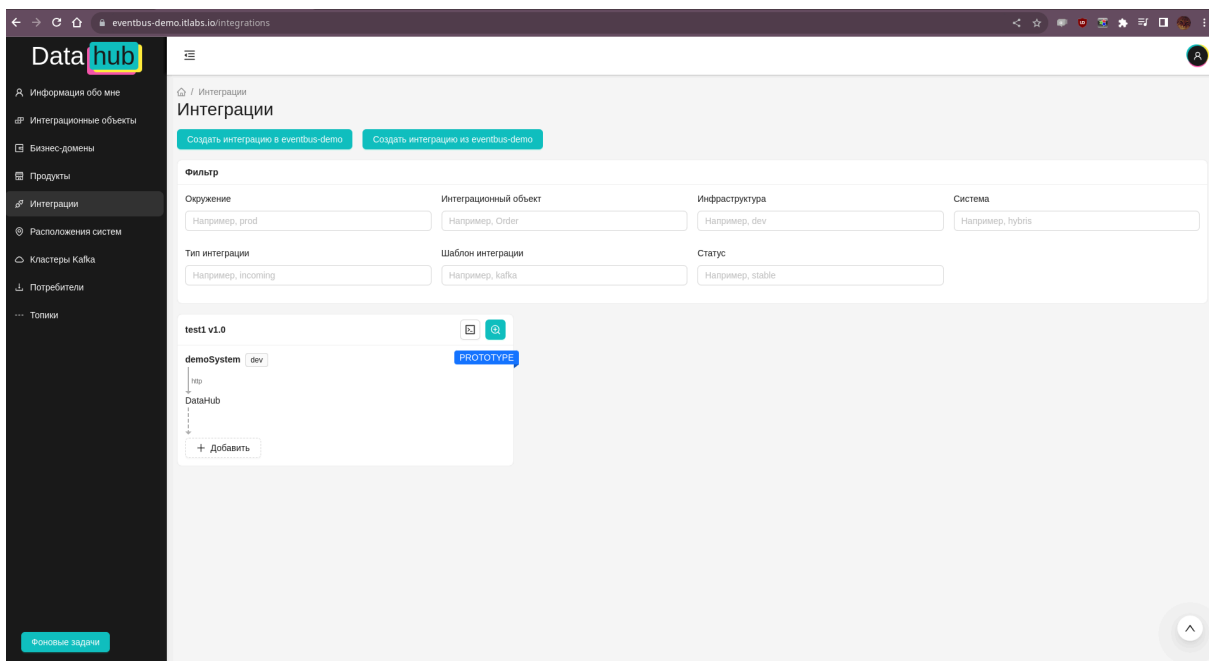 eventbus-demo.itlabs.io/integrations
Data hub
Информация обо мне
Интеграционные объекты
Бизнес-домены
Продукты
Интеграции
Расположения систем
Кластеры Kafka
Потребители
Топики
Фоновые задачи
/ Интеграции
Интеграции
Создать интеграцию в eventbus-demo Создать интеграцию из eventbus-demo
Фильтр
Окружение Интеграционный объект Инфраструктура Система
Например, prod Например, Order Например, dev Например, hybris
Тип интеграции Шаблон интеграции Статус
Например, incoming Например, kafka Например, stable
test1 v1.0
demoSystem dev PROTOTYPE
http
DataHub
+ Добавить